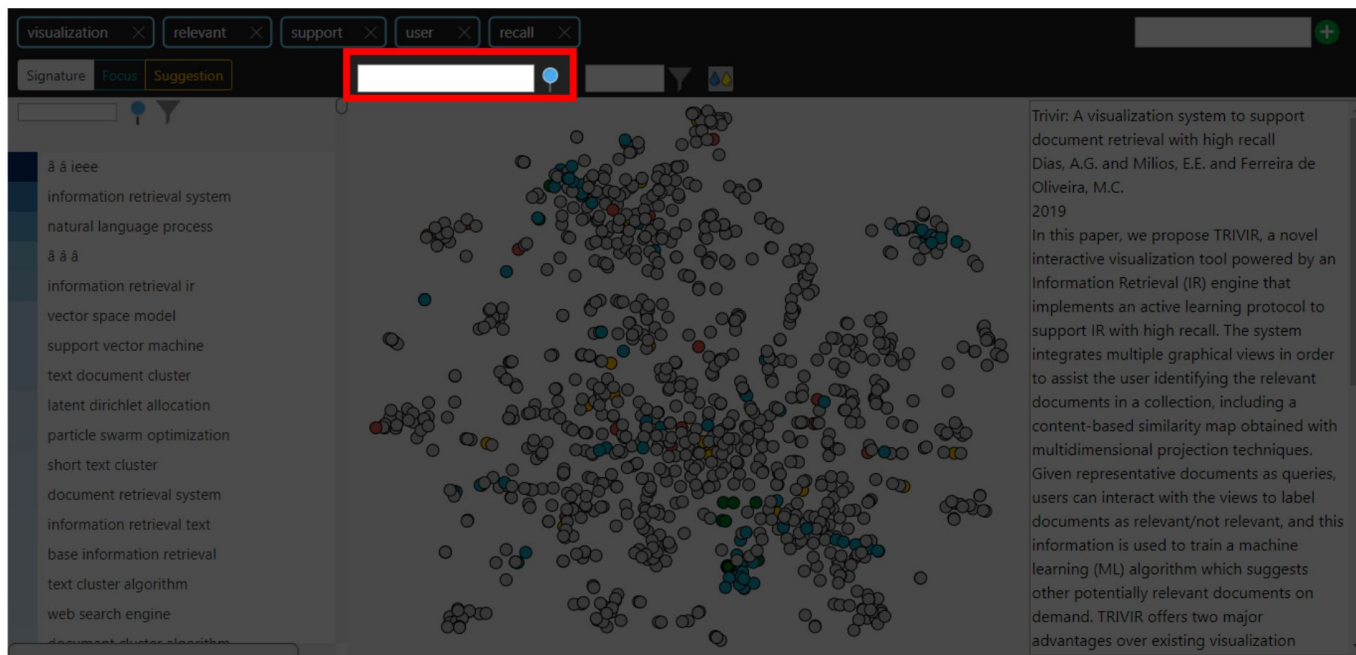 visualization
relevant
support
user
recall
Signature
Focus
Suggestion
ã â ieee
information retrieval system
natural language process
ã ã ã
information retrieval ir
vector space model
support vector machine
text document cluster
latent dirichlet allocation
particle swarm optimization
short text cluster
document retrieval system
information retrieval text
base information retrieval
text cluster algorithm
web search engine
document cluster algorithm
Trivir: A visualization system to support
document retrieval with high recall
Dias, A.G. and Milios, E.E. and Ferreira de
Oliveira, M.C.
2019
In this paper, we propose TRIVIR, a novel
interactive visualization tool powered by an
Information Retrieval (IR) engine that
implements an active learning protocol to
support IR with high recall. The system
integrates multiple graphical views in order
to assist the user identifying the relevant
documents in a collection, including a
content-based similarity map obtained with
multidimensional projection techniques.
Given representative documents as queries,
users can interact with the views to label
documents as relevant/not relevant, and this
information is used to train a machine
learning (ML) algorithm which suggests
other potentially relevant documents on
demand. TRIVIR offers two major
advantages over existing visualization